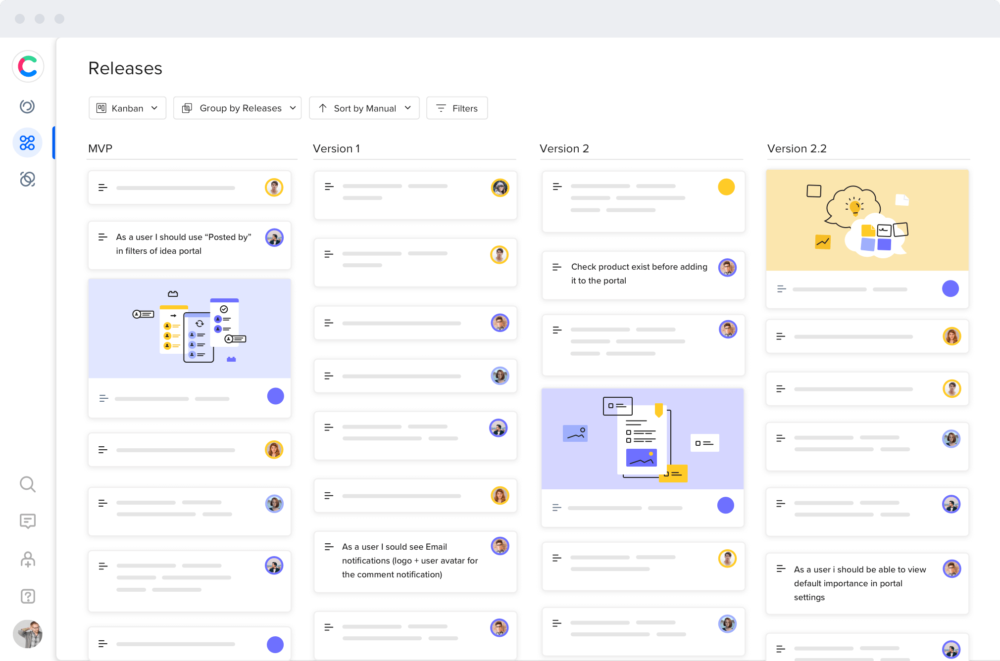 Releases
Kanban
Group by Releases
Sort by Manual
Filters
MVP
Version 1
Version 2
Version 2.2
As a user I should use “Posted by”
in filters of idea portal
As a user I sould see Email
notifications (logo + user avatar for
the comment notification)
Check product exist before adding
it to the portal
As a user i should be able to view
default importance in portal
settings